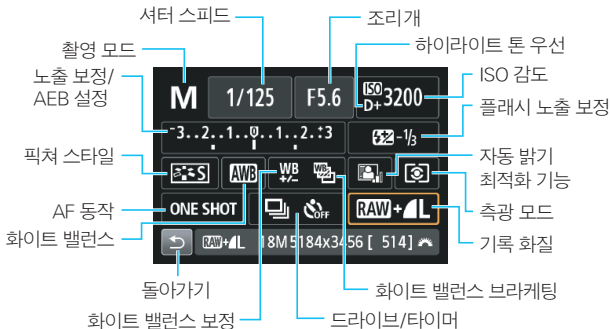 셔터 스피드
조리개
촬영 모드
하이라이트 톤 우선
노출 보정/
AEB 설정
ISO 감도
플래시 노출 보정
M 1/125 F5.6 ISO D+ 3200
-3..2..1..0..1..2..+3 -1/3
픽쳐 스타일
S AWB WB +/- WB
자동 밝기
최적화 기능
AF 동작
ONE SHOT OFF RAW+L
측광 모드
화이트 밸런스
기록 화질
RAW+L 18M 5184x3456 [ 514]
돌아가기
화이트 밸런스 브라케팅
화이트 밸런스 보정
드라이브/타이머